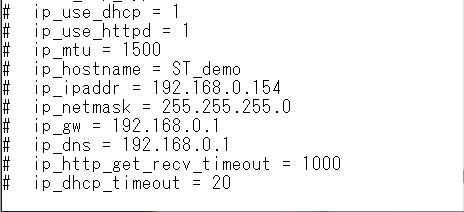 #  ip_use_dhcp = 1
#  ip_use_httpd = 1
#  ip_mtu = 1500
#  ip_hostname = ST_demo
#  ip_ipaddr = 192.168.0.154
#  ip_netmask = 255.255.255.0
#  ip_gw = 192.168.0.1
#  ip_dns = 192.168.0.1
#  ip_http_get_recv_timeout = 1000
#  ip_dhcp_timeout = 20